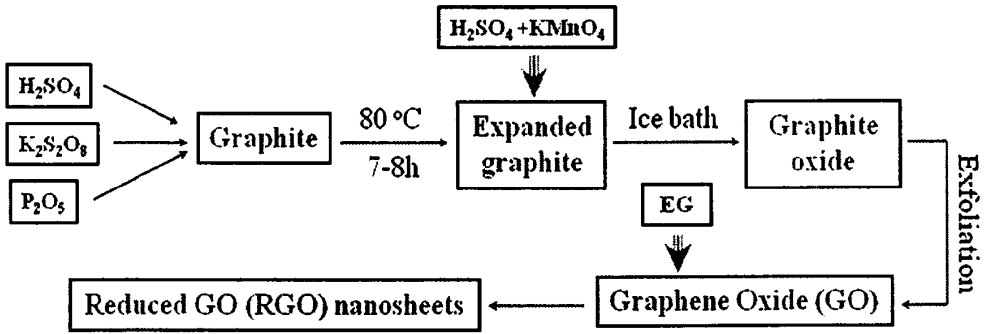 H₂SO₄ +KMnO₄
H₂SO₄
K₂S₂O₈
P₂O₅
Graphite
80 °C
7-8h
Expanded
graphite
Ice bath
Graphite
oxide
Exfoliation
EG
Graphene Oxide (GO)
Reduced GO (RGO) nanosheets